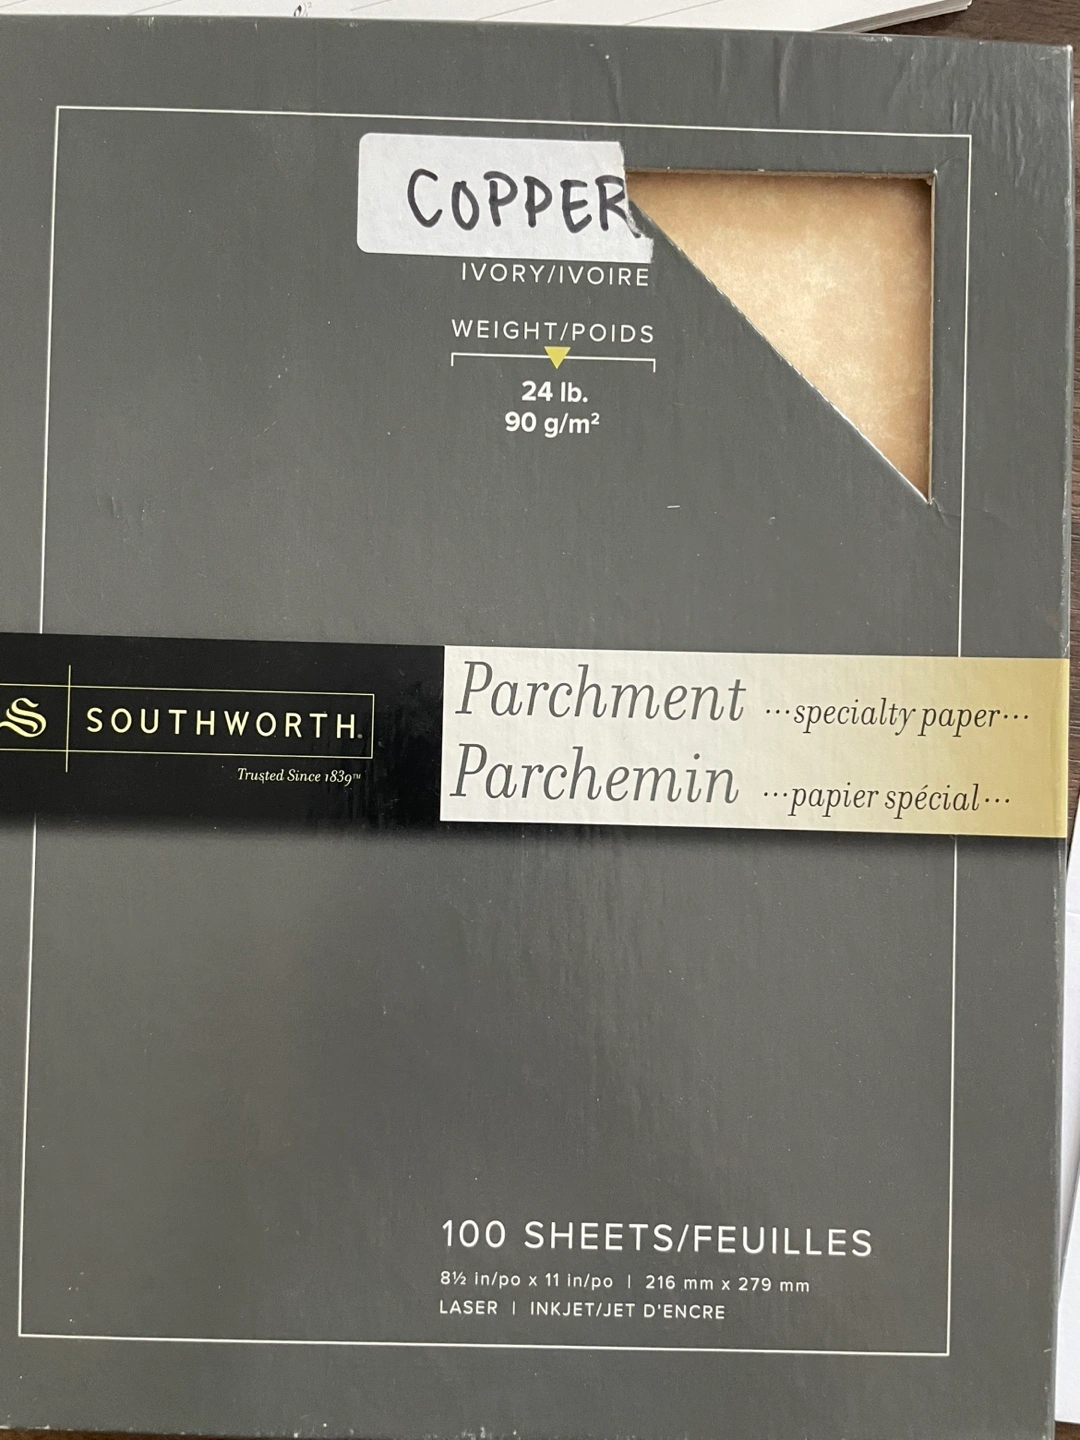 COPPER
IVORY/IVOIRE
WEIGHT/POIDS
24 lb.
90 g/m²
S SOUTHWORTH.
Trusted Since 1839™
Parchment ...specialty paper...
Parchemin ...papier spécial...
100 SHEETS/FEUILLES
8½ in/po x 11 in/po | 216 mm x 279 mm
LASER | INKJET/JET D'ENCRE